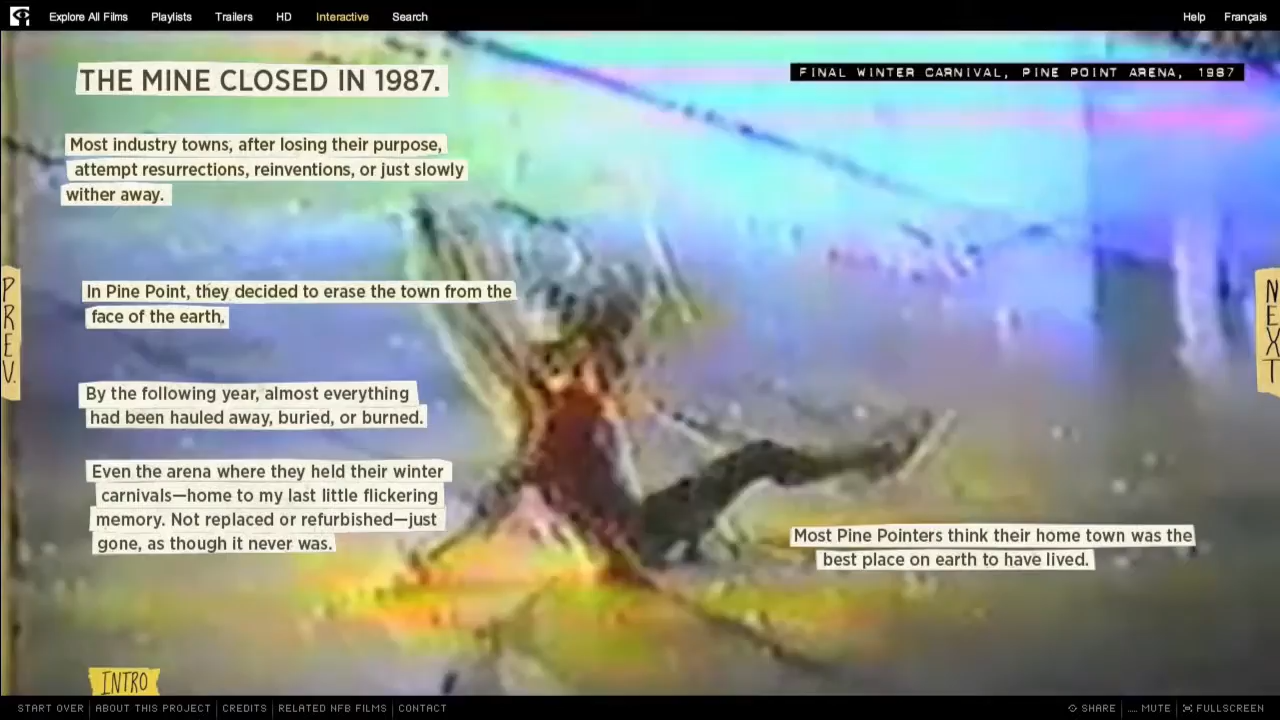 Explore All Films Playlists Trailers HD Interactive Search Help Français
THE MINE CLOSED IN 1987.
FINAL WINTER CARNIVAL, PINE POINT ARENA, 1987
Most industry towns, after losing their purpose,
attempt resurrections, reinventions, or just slowly
wither away.
PREV.
NEXT
In Pine Point, they decided to erase the town from the
face of the earth.
By the following year, almost everything
had been hauled away, buried, or burned.
Even the arena where they held their winter
carnivals—home to my last little flickering
memory. Not replaced or refurbished—just
gone, as though it never was.
Most Pine Pointers think their home town was the
best place on earth to have lived.
INTRO
START OVER ABOUT THIS PROJECT CREDITS RELATED NFB FILMS CONTACT SHARE MUTE FULLSCREEN